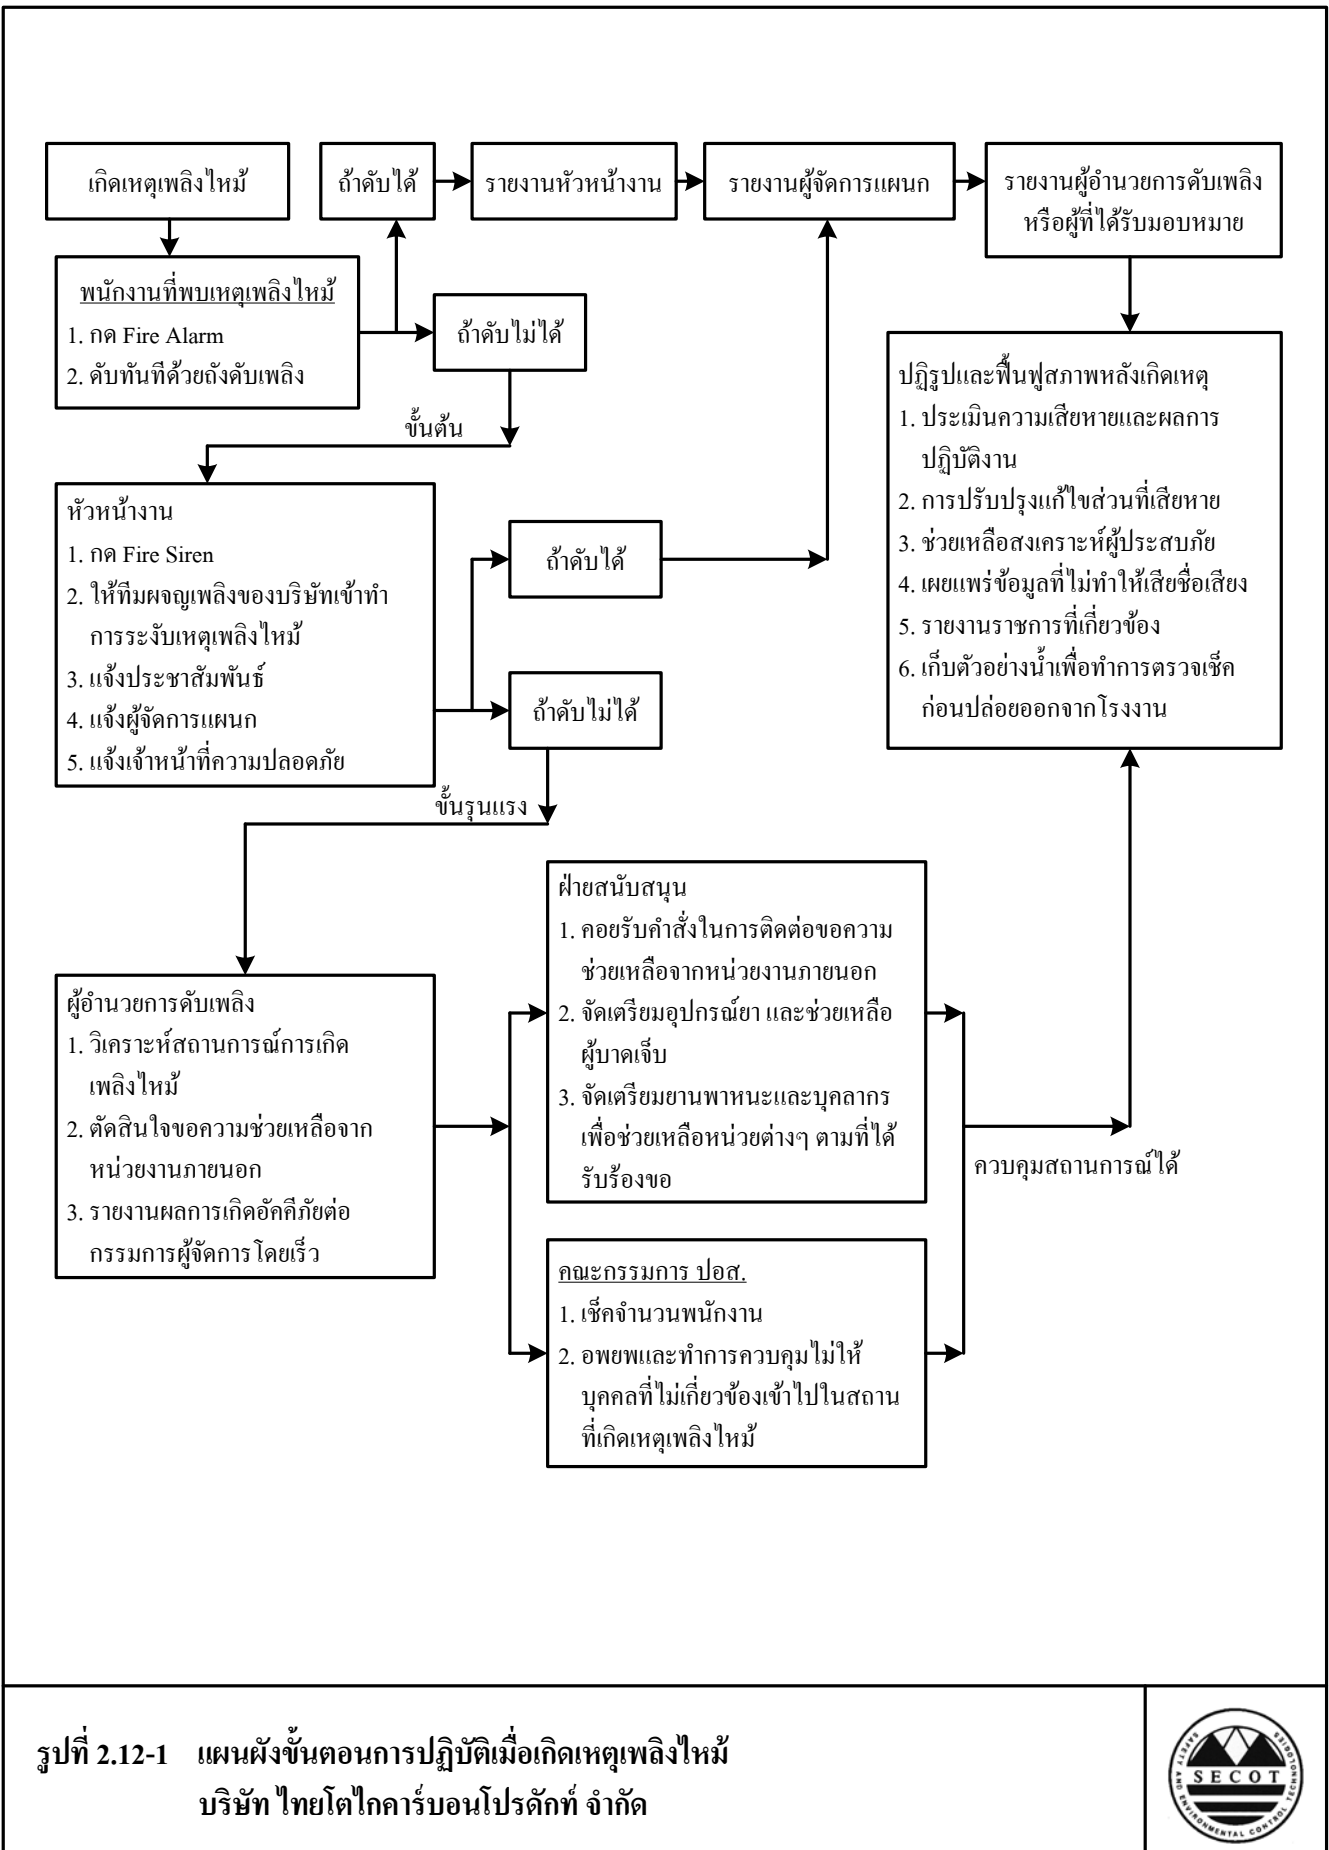 เกิดเหตุเพลิงไหม้
ถ้าดับได้
รายงานหัวหน้างาน
รายงานผู้จัดการแผนก
รายงานผู้อำนวยการดับเพลิง
หรือผู้ที่ได้รับมอบหมาย
พนักงานที่พบเหตุเพลิงไหม้
1. กด Fire Alarm
2. ดับทันทีด้วยถังดับเพลิง
ถ้าดับไม่ได้
ขั้นต้น
ปฏิรูปและฟื้นฟูสภาพหลังเกิดเหตุ
1. ประเมินความเสียหายและผลการ
ปฏิบัติงาน
2. การปรับปรุงแก้ไขส่วนที่เสียหาย
3. ช่วยเหลือสงเคราะห์ผู้ประสบภัย
4. เผยแพร่ข้อมูลที่ไม่ทำให้เสียชื่อเสียง
5. รายงานราชการที่เกี่ยวข้อง
6. เก็บตัวอย่างน้ำเพื่อทำการตรวจเช็ค
ก่อนปล่อยออกจากโรงงาน
หัวหน้างาน
1. กด Fire Siren
2. ให้ทีมผจญเพลิงของบริษัทเข้าทำ
การระงับเหตุเพลิงไหม้
3. แจ้งประชาสัมพันธ์
4. แจ้งผู้จัดการแผนก
5. แจ้งเจ้าหน้าที่ความปลอดภัย
ถ้าดับได้
ถ้าดับไม่ได้
ขั้นรุนแรง
ผู้อำนวยการดับเพลิง
1. วิเคราะห์สถานการณ์การเกิด
เพลิงไหม้
2. ตัดสินใจขอความช่วยเหลือจาก
หน่วยงานภายนอก
3. รายงานผลการเกิดอัคคีภัยต่อ
กรรมการผู้จัดการโดยเร็ว
ฝ่ายสนับสนุน
1. คอยรับคำสั่งในการติดต่อขอความ
ช่วยเหลือจากหน่วยงานภายนอก
2. จัดเตรียมอุปกรณ์ยา และช่วยเหลือ
ผู้บาดเจ็บ
3. จัดเตรียมยานพาหนะและบุคลากร
เพื่อช่วยเหลือหน่วยต่างๆ ตามที่ได้
รับร้องขอ
ควบคุมสถานการณ์ได้
คณะกรรมการ ปอส.
1. เช็คจำนวนพนักงาน
2. อพยพและทำการควบคุมไม่ให้
บุคคลที่ไม่เกี่ยวข้องเข้าไปในสถาน
ที่เกิดเหตุเพลิงไหม้
รูปที่ 2.12-1 แผนผังขั้นตอนการปฏิบัติเมื่อเกิดเหตุเพลิงไหม้
บริษัท ไทยโตไกคาร์บอนโปรดักท์ จำกัด
SECOT
SAFETY AND ENVIRONMENTAL CONTROL TECHNOLOGIES